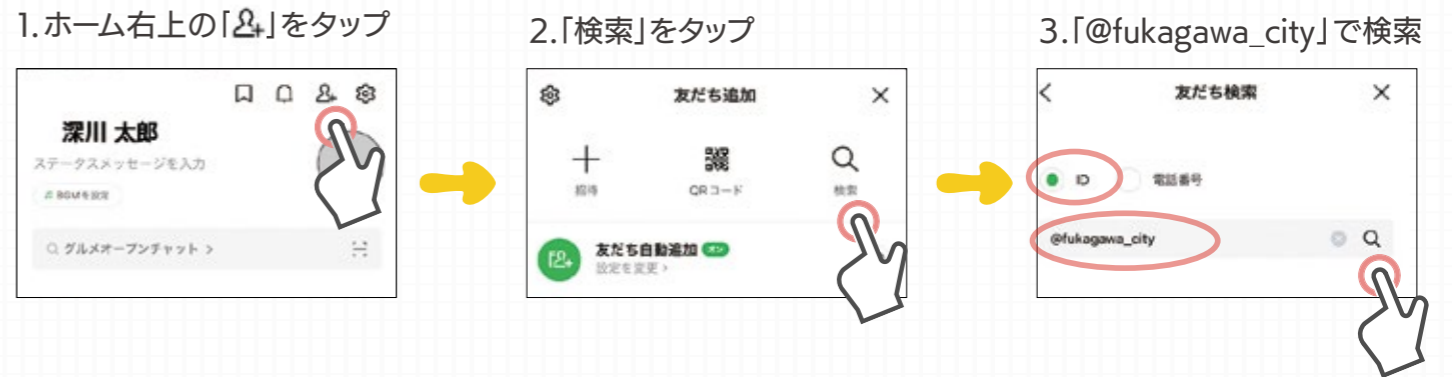 1.ホーム右上の「」をタップ
深川 太郎
ステータスメッセージを入力
BGMを設定
グルメオープンチャット >
2.「検索」をタップ
友だち追加
招待
QRコード
検索
友だち自動追加 オン
設定を変更 >
3.「@fukagawa_city」で検索
友だち検索
ID
電話番号
@fukagawa_city